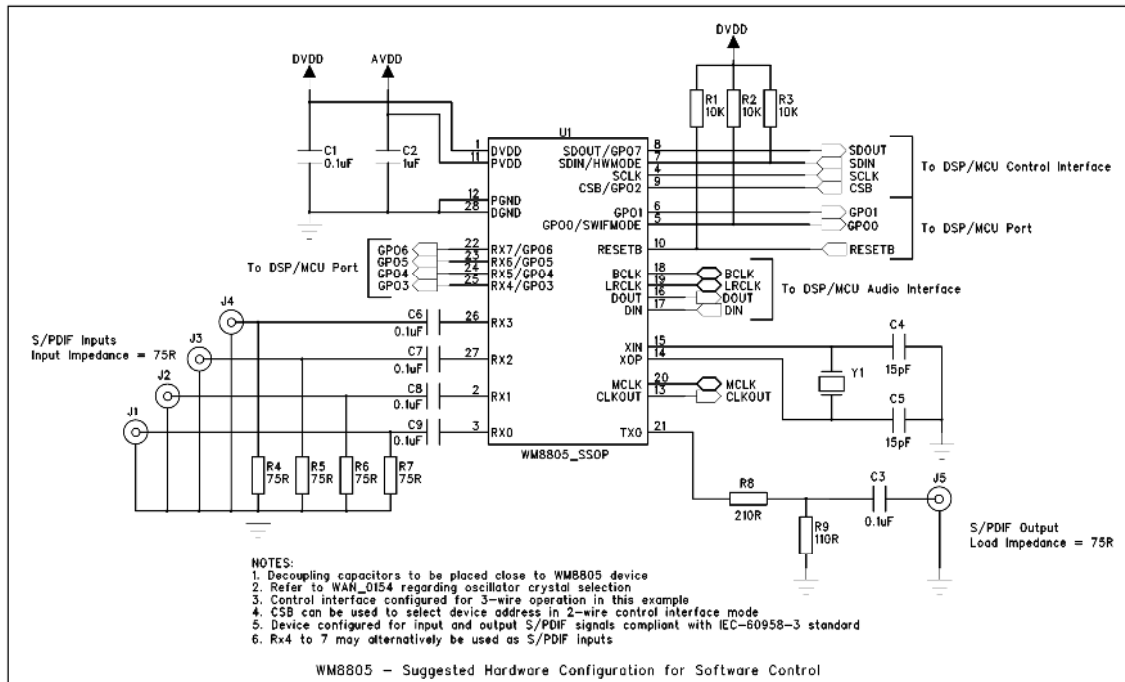 DVDD
AVDD
DVDD
C1
0.1uF
C2
1uF
R1
10K
R2
10K
R3
10K
U1
1 DVDD
11 PVDD
12 PGND
28 DGND
SDOUT/GPO7 8 SDOUT
SDIN/HWMODE 7 SDIN
SCLK 4 SCLK
CSB/GPO2 9 CSB
To DSP/MCU Control Interface
GPO1 6 GPO1
GPO0/SWIFMODE 5 GPO0
To DSP/MCU Port
RESETB 10 RESETB
GPO6 22 RX7/GPO6
GPO5 23 RX6/GPO5
GPO4 24 RX5/GPO4
GPO3 25 RX4/GPO3
To DSP/MCU Port
BCLK 18 BCLK
LRCLK 19 LRCLK
DOUT 16 DOUT
DIN 17 DIN
To DSP/MCU Audio Interface
S/PDIF Inputs
Input Impedance = 75R
J4
C6
0.1uF
26 RX3
J3
C7
0.1uF
27 RX2
J2
C8
0.1uF
2 RX1
J1
C9
0.1uF
3 RX0
R4
75R
R5
75R
R6
75R
R7
75R
XIN 15
XOP 14
Y1
C4
15pF
C5
15pF
MCLK 20 MCLK
CLKOUT 13 CLKOUT
TX0 21
WM8805_SSOP
R8
210R
R9
110R
C3
0.1uF
J5
S/PDIF Output
Load Impedance = 75R
NOTES:
1. Decoupling capacitors to be placed close to WM8805 device
2. Refer to WAN_0154 regarding oscillator crystal selection
3. Control interface configured for 3-wire operation in this example
4. CSB can be used to select device address in 2-wire control interface mode
5. Device configured for input and output S/PDIF signals compliant with IEC-60958-3 standard
6. Rx4 to 7 may alternatively be used as S/PDIF inputs
WM8805 - Suggested Hardware Configuration for Software Control